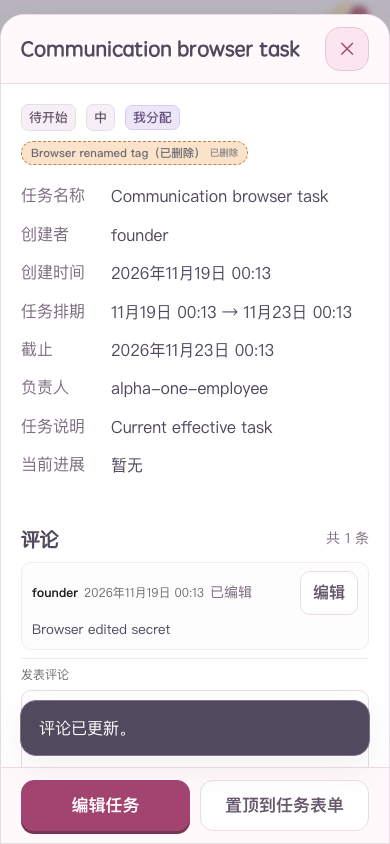 Communication browser task
待开始 中 我分配
Browser renamed tag（已删除） 已删除
任务名称 Communication browser task
创建者 founder
创建时间 2026年11月19日 00:13
任务排期 11月19日 00:13 → 11月23日 00:13
截止 2026年11月23日 00:13
负责人 alpha-one-employee
任务说明 Current effective task
当前进展 暂无
评论 共 1 条
founder 2026年11月19日 00:13 已编辑 编辑
Browser edited secret
发表评论
评论已更新。
编辑任务 置顶到任务表单